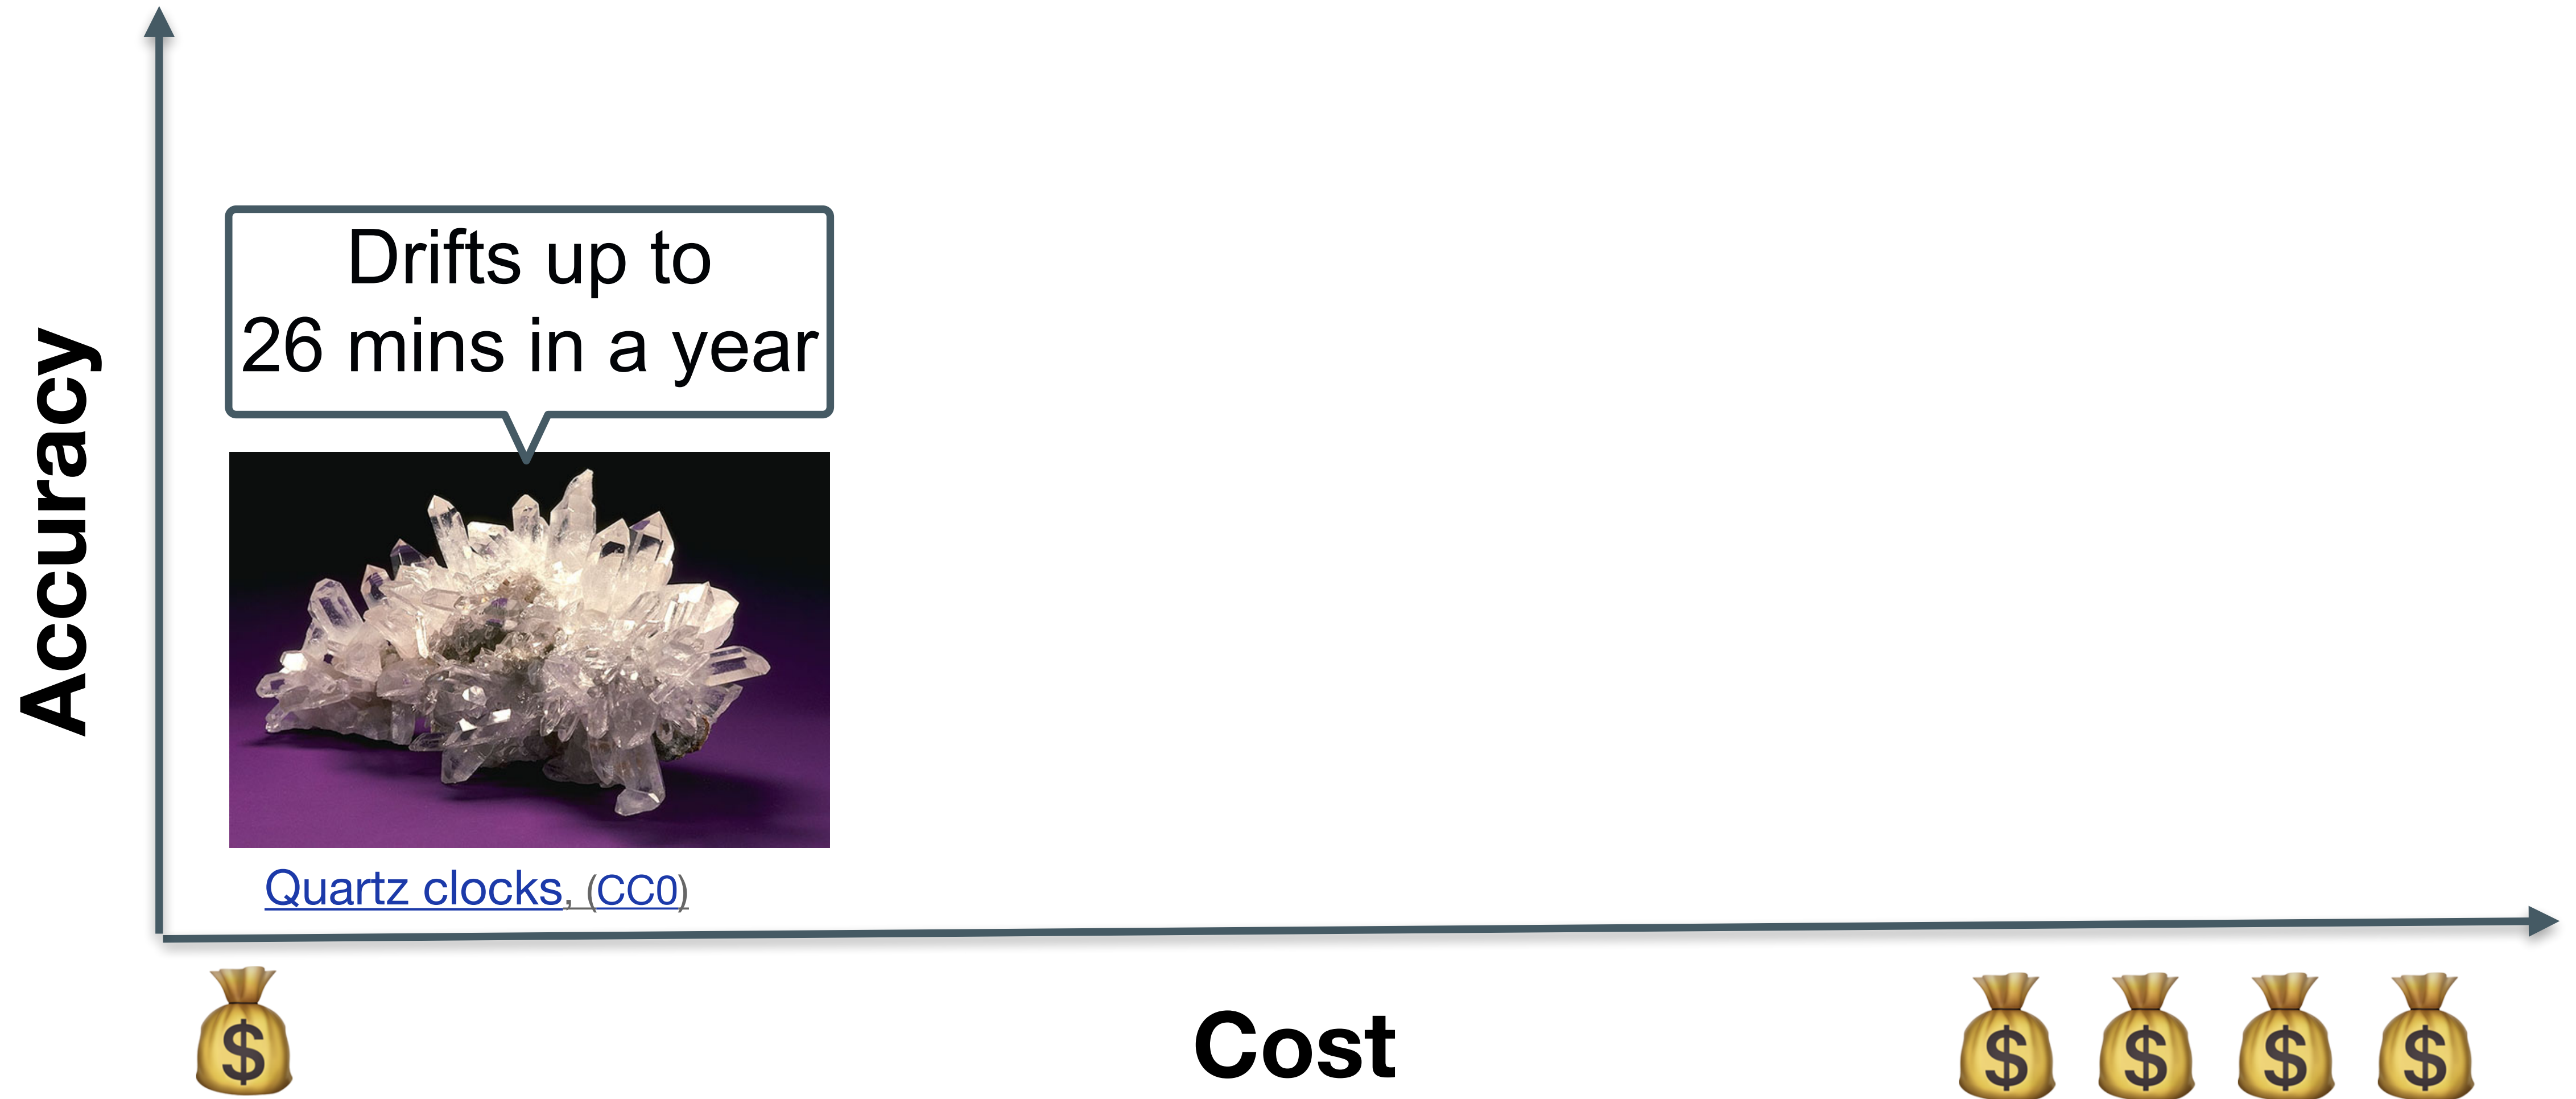 Drifts up to
26 mins in a year
Accuracy
Quartz clocks, (CC0)
$
Cost
$ $ $ $